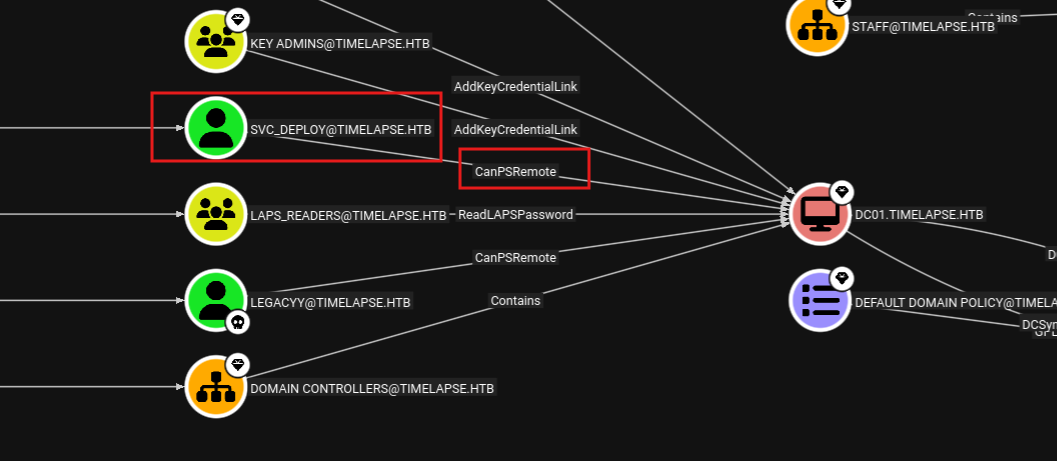 Contains
STAFF@TIMELAPSE.HTB
KEY ADMINS@TIMELAPSE.HTB
AddKeyCredentialLink
SVC_DEPLOY@TIMELAPSE.HTB
AddKeyCredentialLink
CanPSRemote
LAPS_READERS@TIMELAPSE.HTB
ReadLAPSPassword
DC01.TIMELAPSE.HTB
CanPSRemote
LEGACYY@TIMELAPSE.HTB
Contains
DEFAULT DOMAIN POLICY@TIMELA
DCSyn
DOMAIN CONTROLLERS@TIMELAPSE.HTB